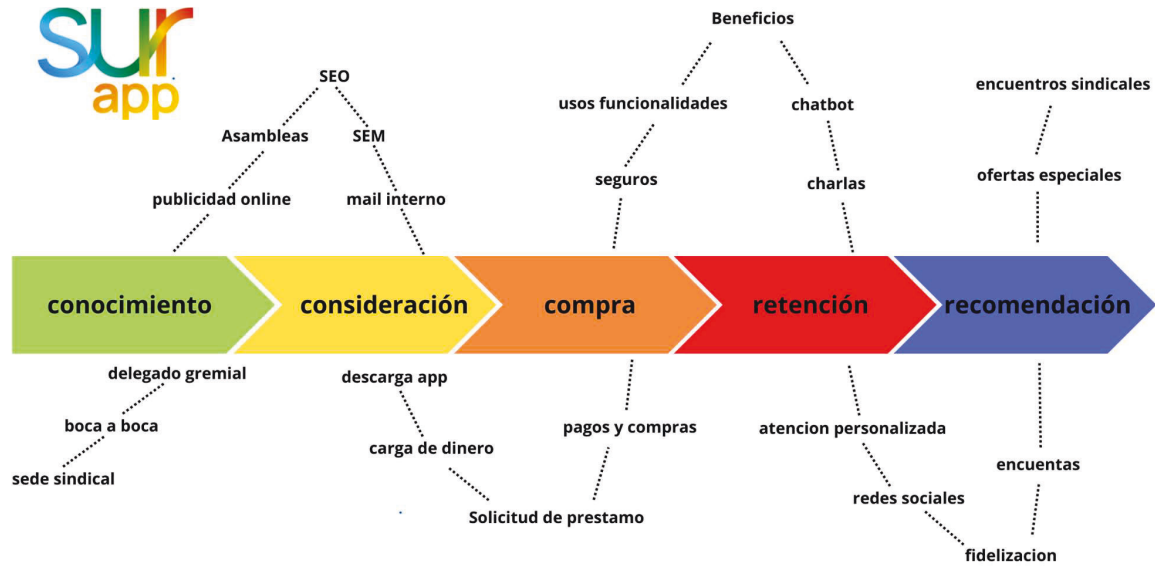 sur
app
Beneficios
SEO
encuentros sindicales
usos funcionalidades
chatbot
Asambleas
SEM
seguros
charlas
ofertas especiales
publicidad online
mail interno
conocimiento
consideración
compra
retención
recomendación
delegado gremial
descarga app
boca a boca
pagos y compras
atencion personalizada
carga de dinero
encuentas
sede sindical
redes sociales
Solicitud de prestamo
fidelizacion